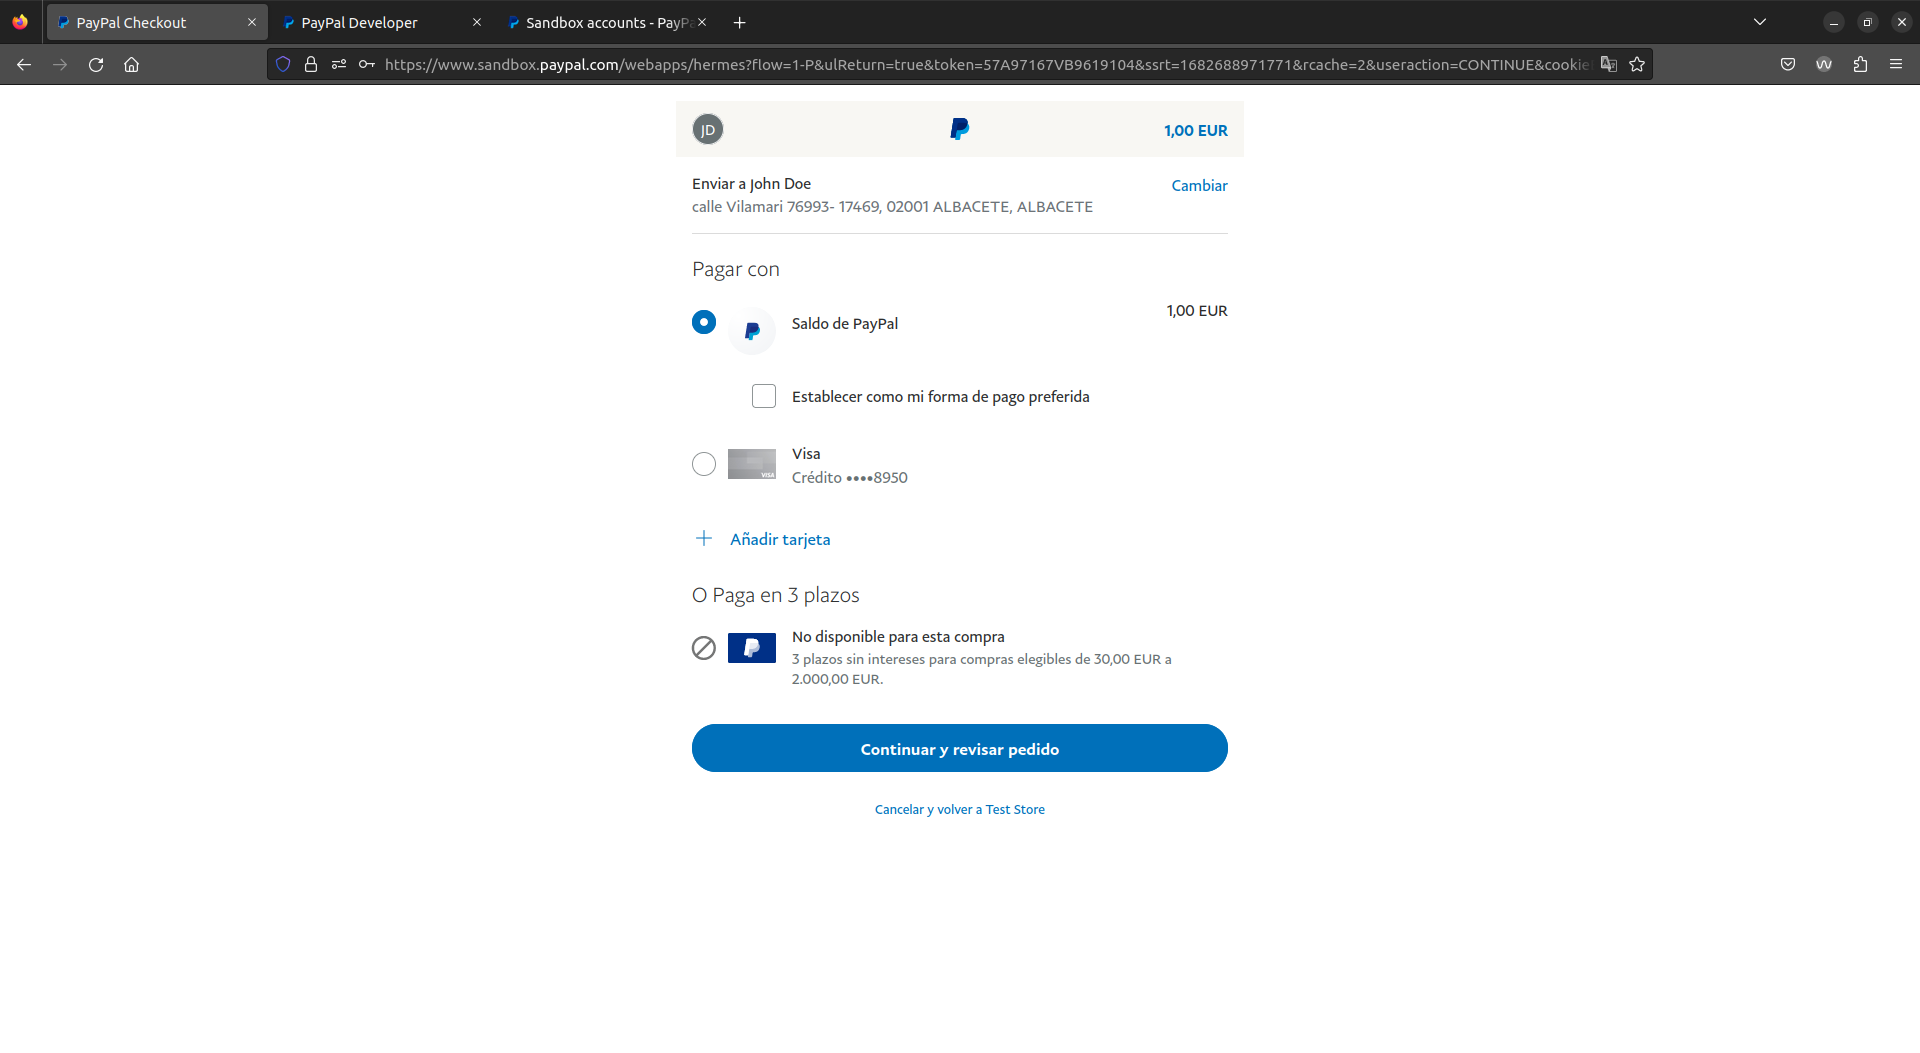 PayPal Checkout
PayPal Developer
Sandbox accounts - PayPa
https://www.sandbox.paypal.com/webapps/hermes?flow=1-P&ulReturn=true&token=57A97167VB9619104&ssrt=1682688971771&rcache=2&useraction=CONTINUE&cookie
JD
1,00 EUR
Enviar a John Doe
Cambiar
calle Vilamari 76993- 17469, 02001 ALBACETE, ALBACETE
Pagar con
1,00 EUR
Saldo de PayPal
Establecer como mi forma de pago preferida
Visa
VISA
Crédito ••••8950
Añadir tarjeta
O Paga en 3 plazos
No disponible para esta compra
3 plazos sin intereses para compras elegibles de 30,00 EUR a
2.000,00 EUR.
Continuar y revisar pedido
Cancelar y volver a Test Store